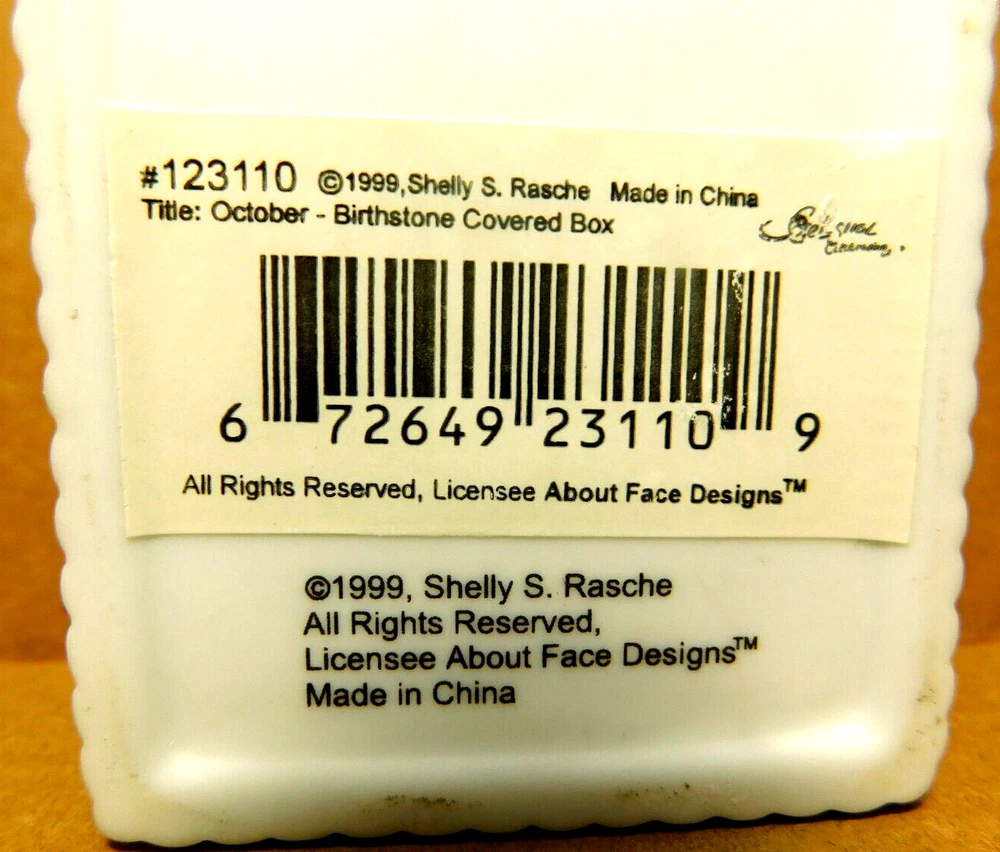 #123110 ©1999,Shelly S. Rasche Made in China
Title: October - Birthstone Covered Box
6 72649 23110 9
All Rights Reserved, Licensee About Face Designs™
©1999, Shelly S. Rasche
All Rights Reserved,
Licensee About Face Designs™
Made in China